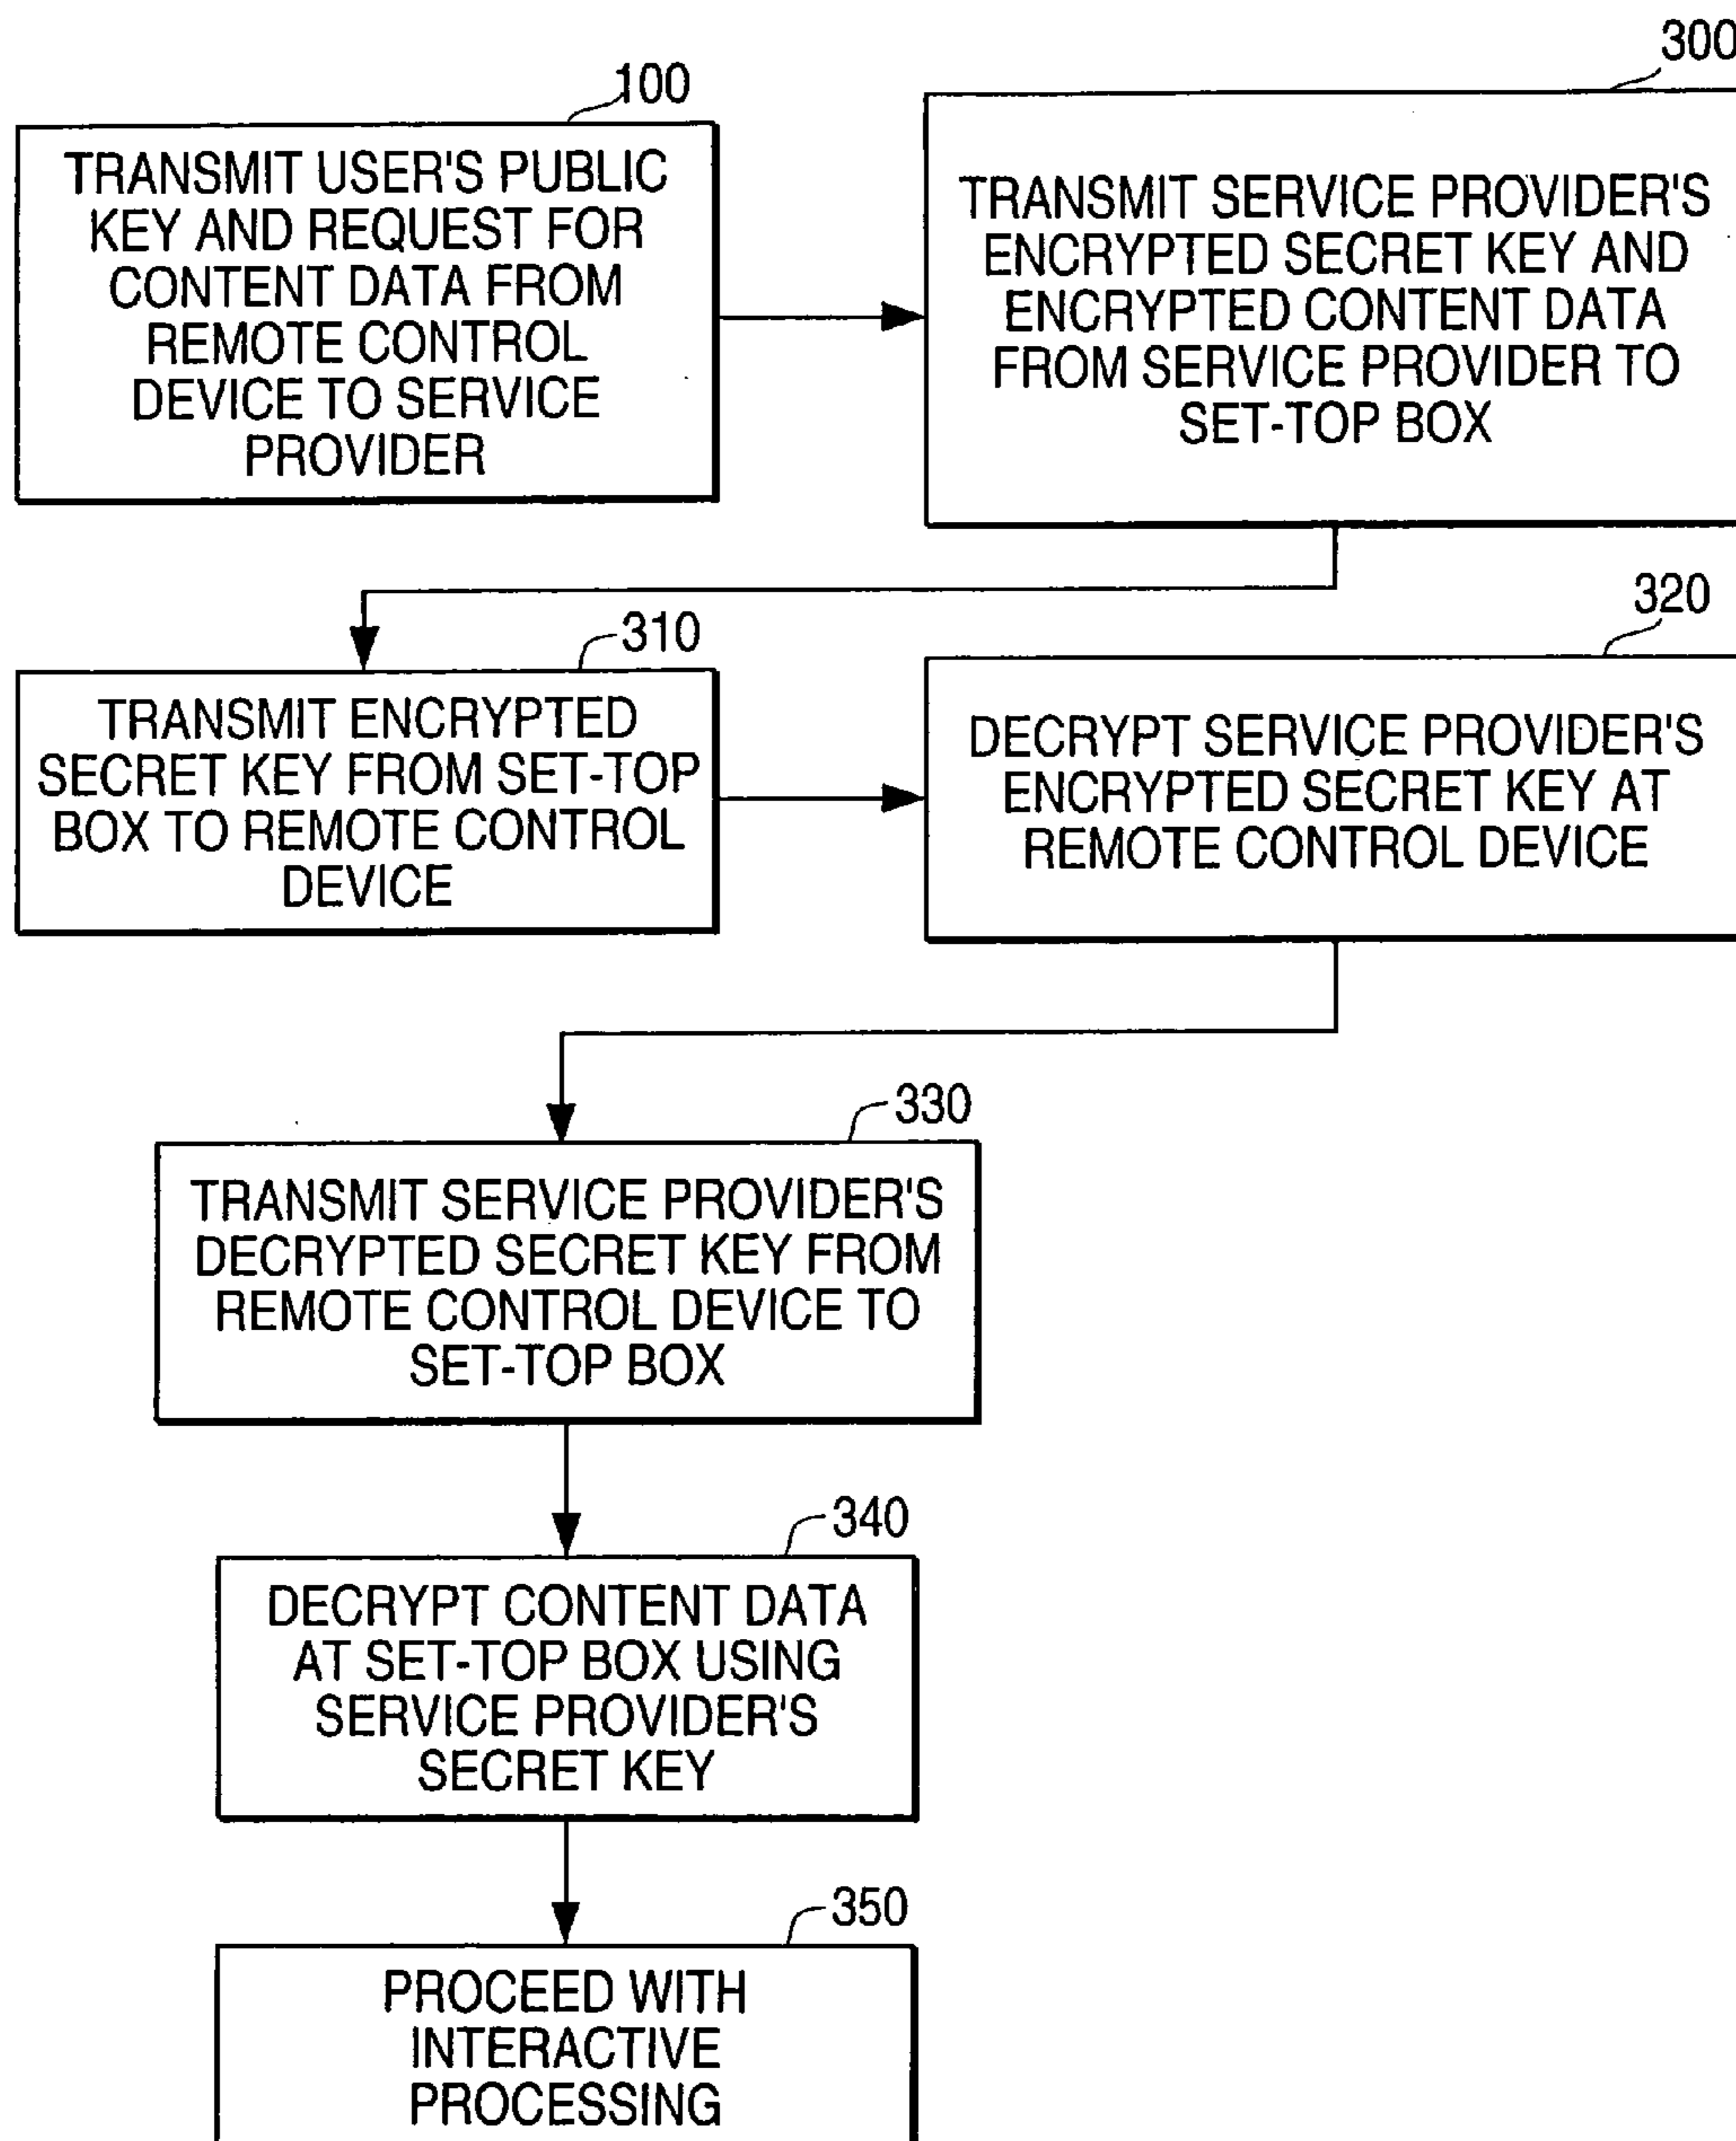 100
TRANSMIT USER'S PUBLIC
KEY AND REQUEST FOR
CONTENT DATA FROM
REMOTE CONTROL
DEVICE TO SERVICE
PROVIDER
300
TRANSMIT SERVICE PROVIDER'S
ENCRYPTED SECRET KEY AND
ENCRYPTED CONTENT DATA
FROM SERVICE PROVIDER TO
SET-TOP BOX
310
TRANSMIT ENCRYPTED
SECRET KEY FROM SET-TOP
BOX TO REMOTE CONTROL
DEVICE
320
DECRYPT SERVICE PROVIDER'S
ENCRYPTED SECRET KEY AT
REMOTE CONTROL DEVICE
330
TRANSMIT SERVICE PROVIDER'S
DECRYPTED SECRET KEY FROM
REMOTE CONTROL DEVICE TO
SET-TOP BOX
340
DECRYPT CONTENT DATA
AT SET-TOP BOX USING
SERVICE PROVIDER'S
SECRET KEY
350
PROCEED WITH
INTERACTIVE
PROCESSING